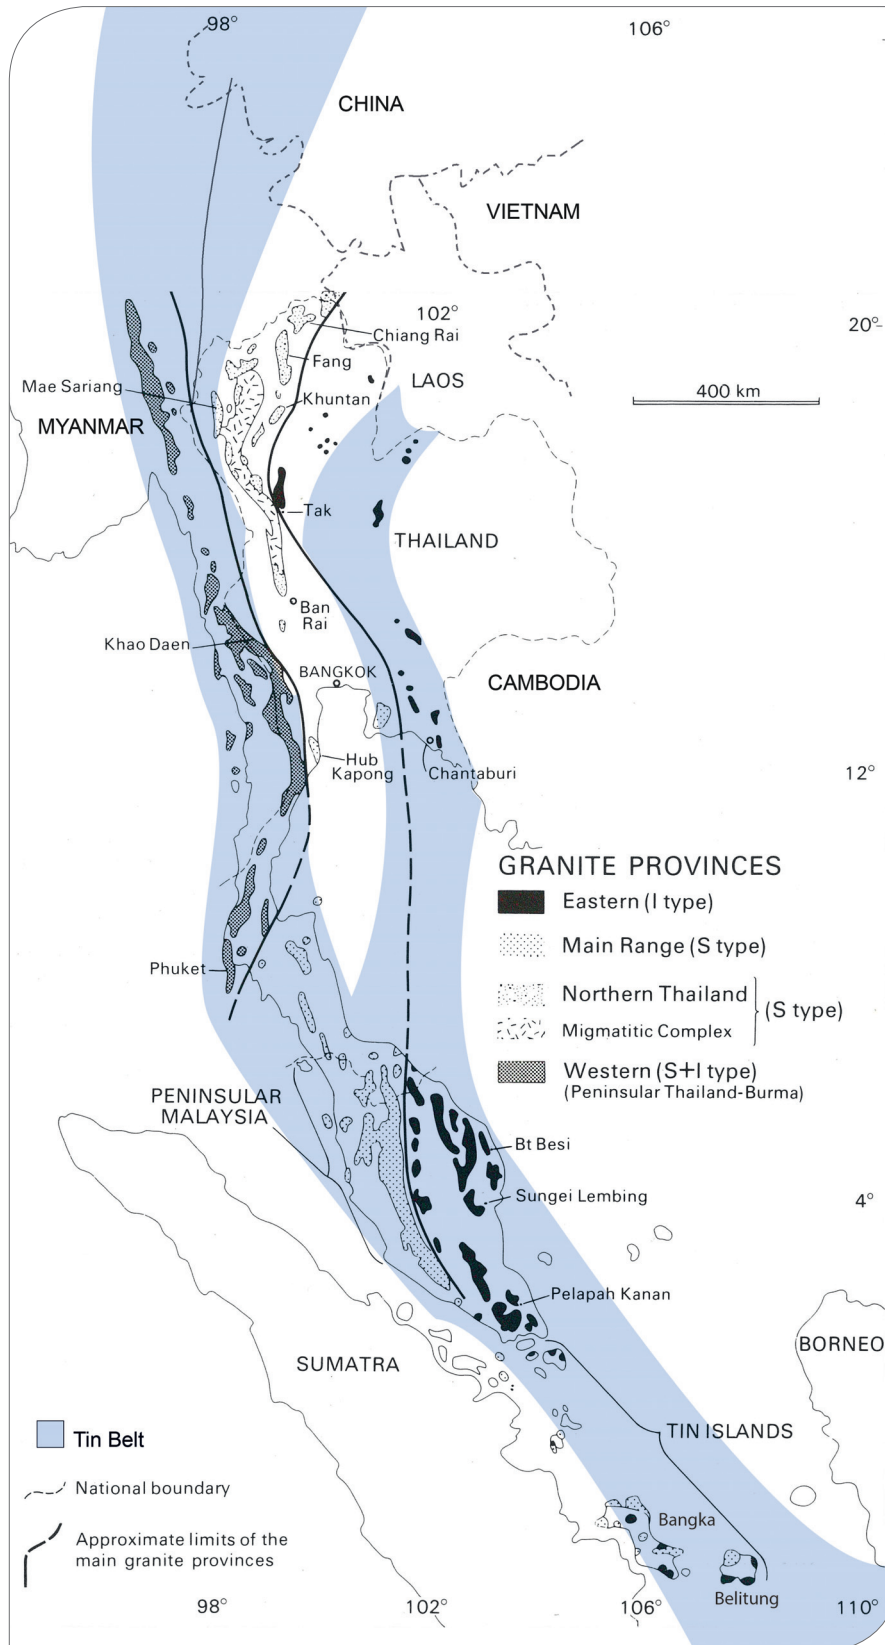 98°
106°
CHINA
VIETNAM
102°
20°
Chiang Rai
Fang
LAOS
Mae Sariang
Khuntan
400 km
MYANMAR
Tak
THAILAND
Ban
Rai
Khao Daen
BANGKOK
CAMBODIA
Hub
Kapong
Chantaburi
12°
GRANITE PROVINCES
Eastern (I type)
Main Range (S type)
Northern Thailand
Migmatitic Complex
(S type)
Western (S+I type)
(Peninsular Thailand-Burma)
Phuket
PENINSULAR
MALAYSIA
Bt Besi
Sungei Lembing
4°
Pelapah Kanan
SUMATRA
BORNEO
TIN ISLANDS
Tin Belt
National boundary
Approximate limits of the
main granite provinces
Bangka
Belitung
98°
102°
106°
110°